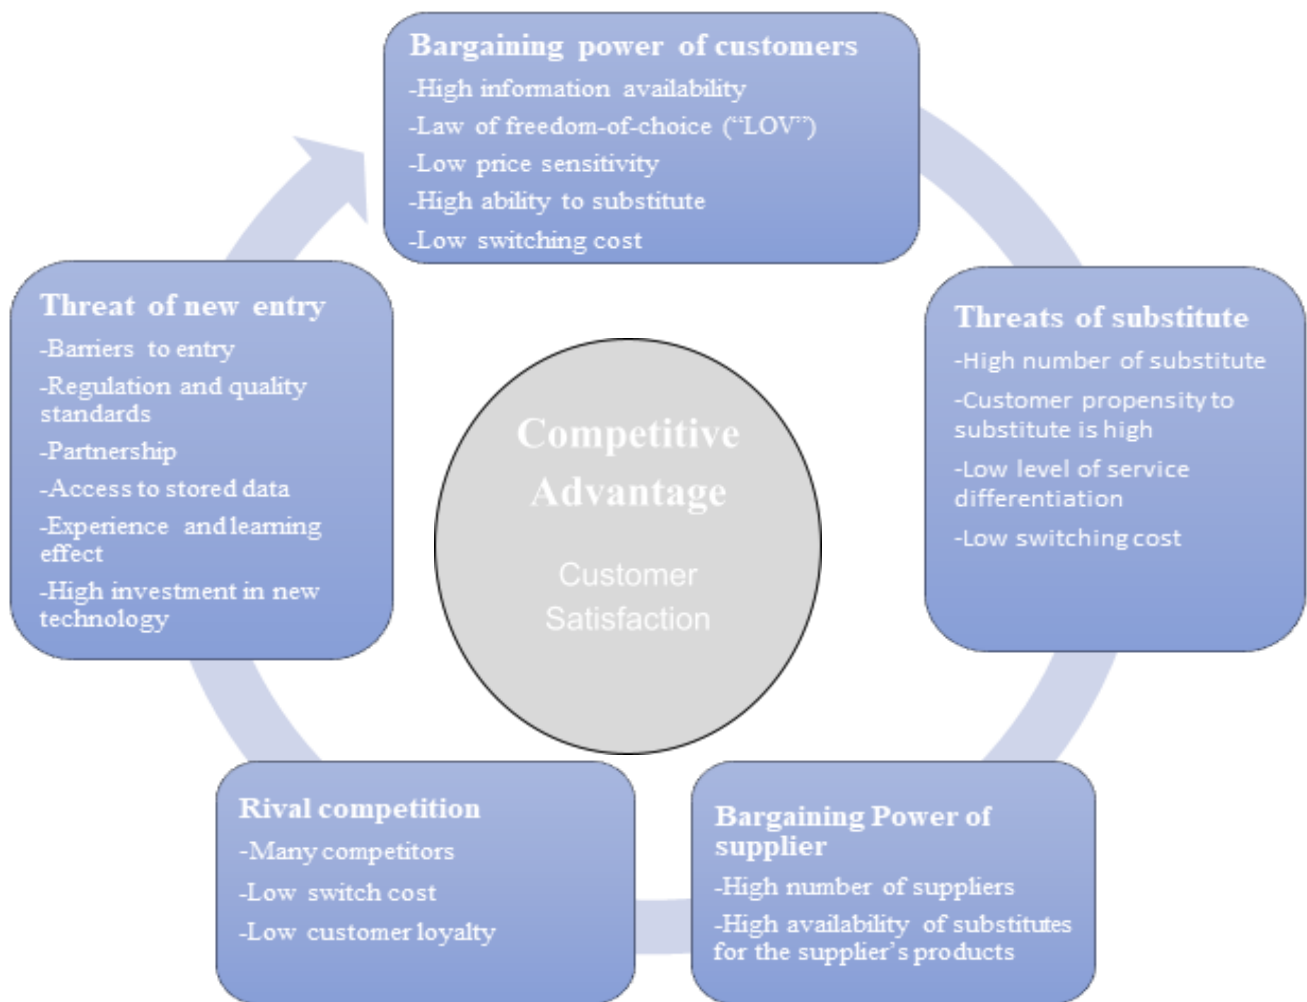 Bargaining power of customers
-High information availability
-Law of freedom-of-choice (“LOV”)
-Low price sensitivity
-High ability to substitute
-Low switching cost
Threats of substitute
-High number of substitute
-Customer propensity to
substitute is high
-Low level of service
differentiation
-Low switching cost
Bargaining Power of
supplier
-High number of suppliers
-High availability of substitutes
for the supplier’s products
Rival competition
-Many competitors
-Low switch cost
-Low customer loyalty
Threat of new entry
-Barriers to entry
-Regulation and quality
standards
-Partnership
-Access to stored data
-Experience and learning
effect
-High investment in new
technology
Competitive
Advantage
Customer
Satisfaction